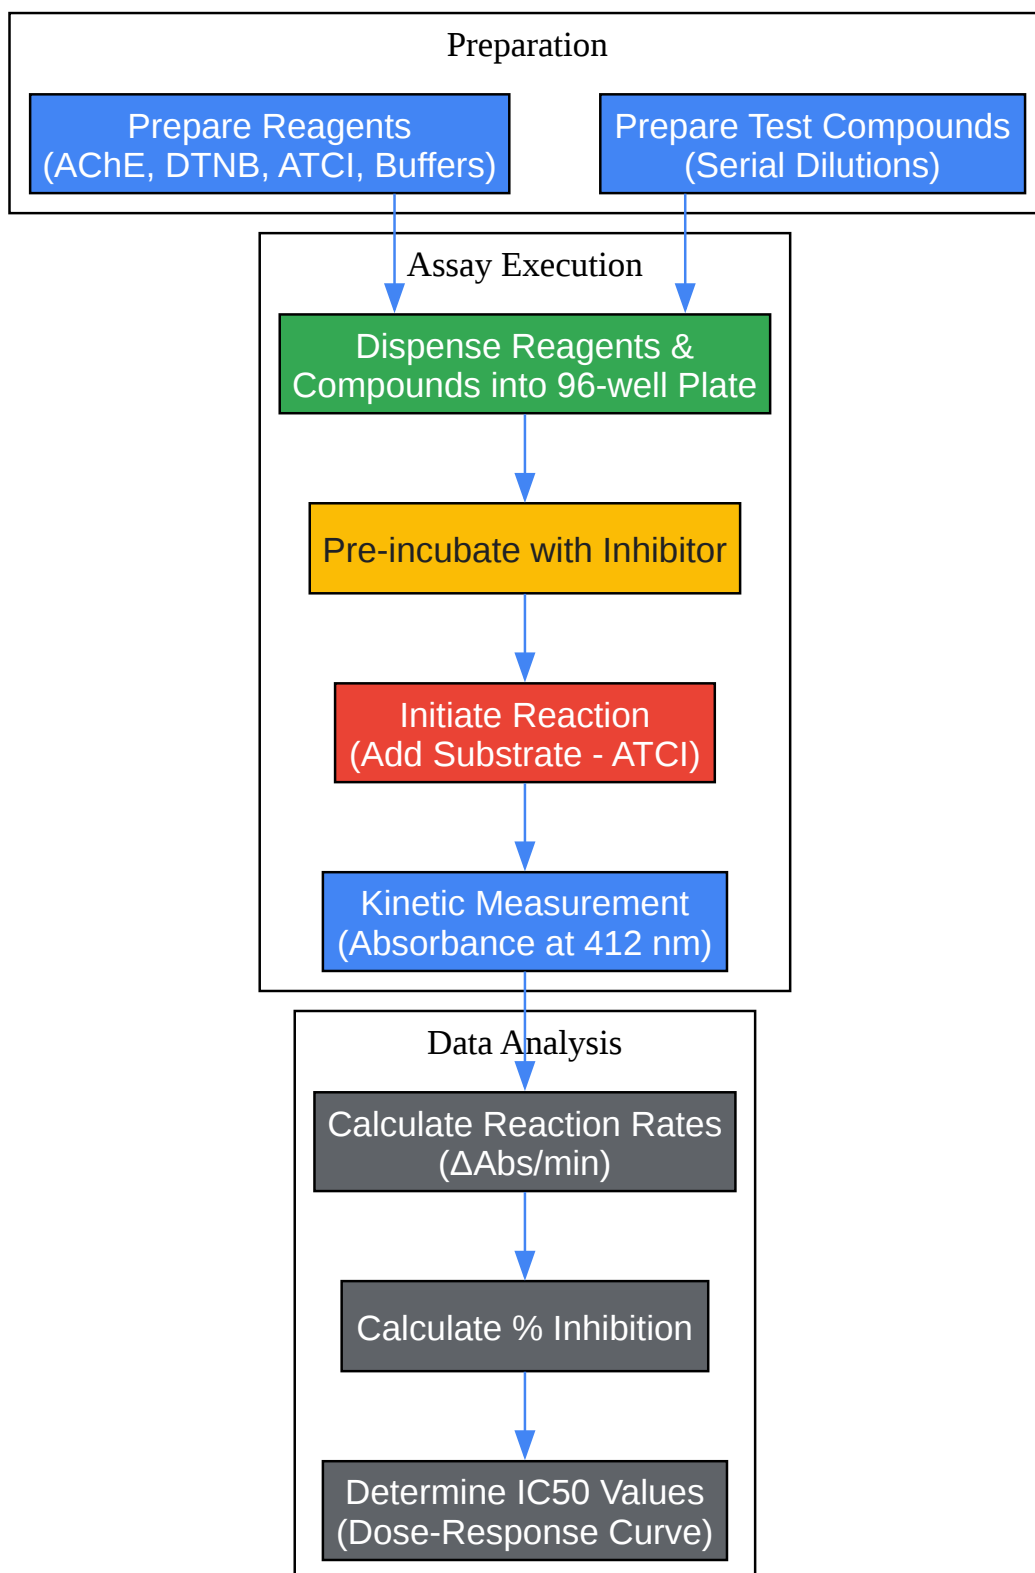 Preparation
Prepare Reagents
(AChE, DTNB, ATCI, Buffers)
Prepare Test Compounds
(Serial Dilutions)
Assay Execution
Dispense Reagents &
Compounds into 96-well Plate
Pre-incubate with Inhibitor
Initiate Reaction
(Add Substrate - ATCI)
Kinetic Measurement
(Absorbance at 412 nm)
Data Analysis
Calculate Reaction Rates
(ΔAbs/min)
Calculate % Inhibition
Determine IC50 Values
(Dose-Response Curve)